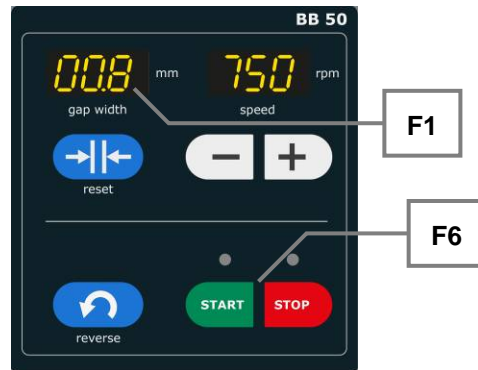 BB 50
00.8 mm 750 rpm
gap width speed
F1
reset
F6
START STOP
reverse